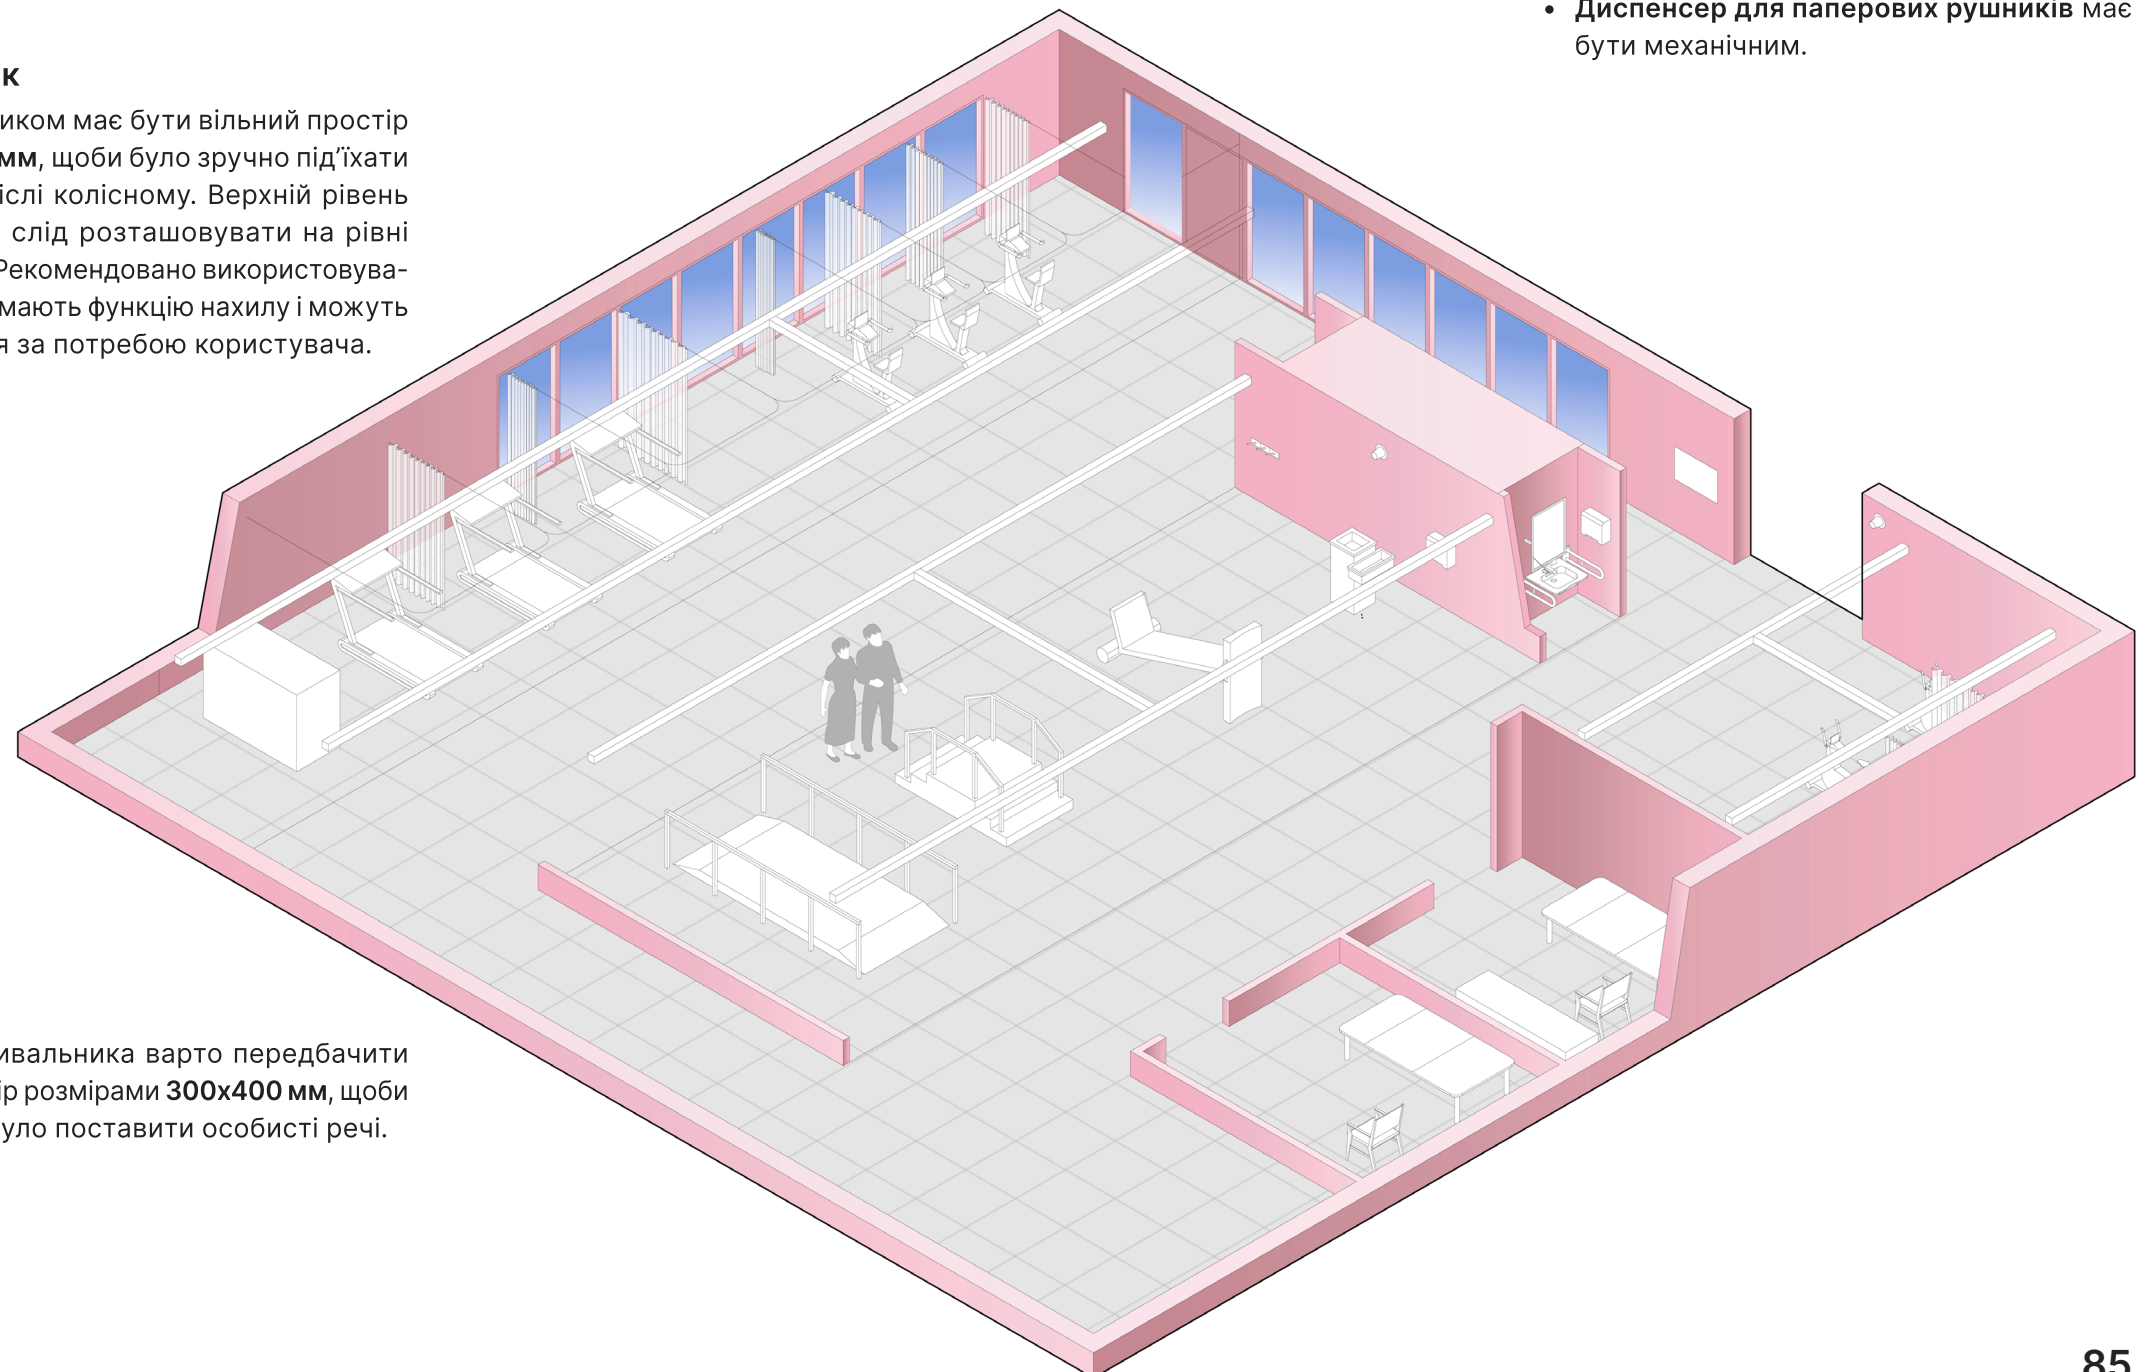 к
иком має бути вільний простір
мм, щоби було зручно під’їхати
іслі колісному. Верхній рівень
слід розташовувати на рівні
Рекомендовано використовува-
мають функцію нахилу і можуть
я за потребою користувача.
ивальника варто передбачити
ір розмірами 300х400 мм, щоби
уло поставити особисті речі.
• Диспенсер для паперових рушників має
бути механічним.
85